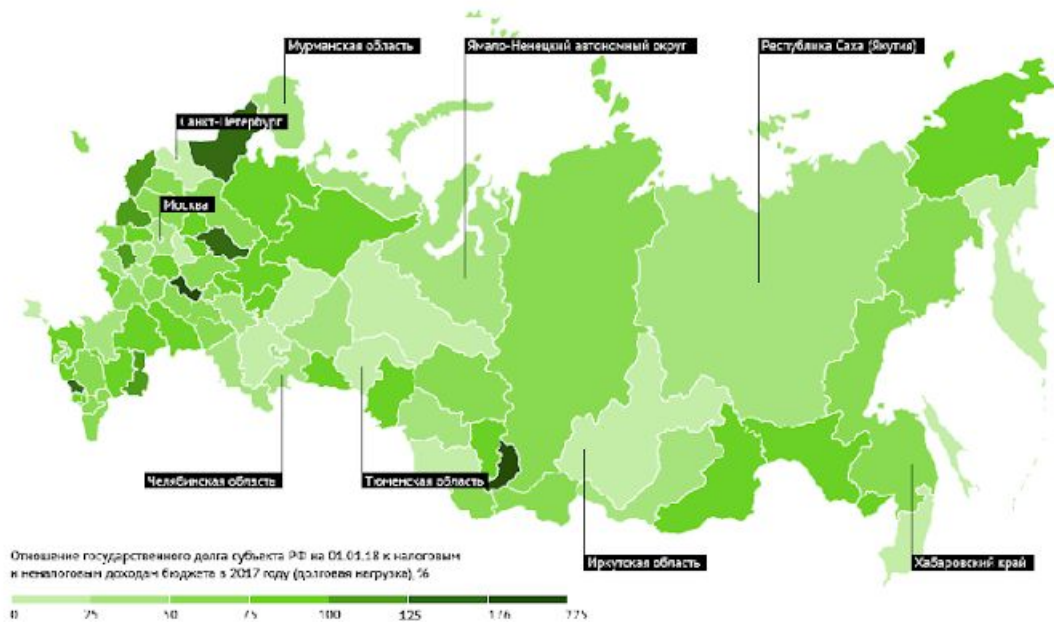 Мурманская область
Ямало-Ненецкий автономный округ
Республика Саха (Якутия)
Санкт-Петербург
Москва
Челябинская область
Тюменская область
Иркутская область
Хабаровский край
Отношение государственного долга субъекта РФ на 01.01.18 к налоговым
и неналоговым доходам бюджета в 2017 году (долговая нагрузка), %
0 25 50 75 100 125 176 225